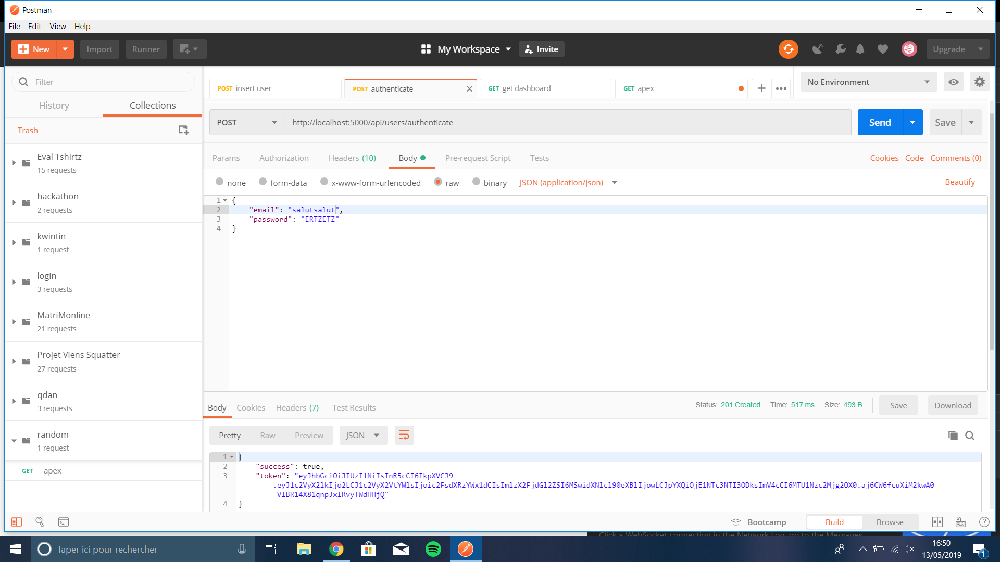 Postman
File Edit View Help
New Import Runner My Workspace Invite Upgrade
Filter
History Collections
Trash
Eval Tshirtz
15 requests
hackathon
2 requests
kwintin
1 request
login
3 requests
MatriMonline
21 requests
Projet Viens Squatter
27 requests
qdan
3 requests
random
1 request
GET apex
POST insert user POST authenticate GET get dashboard GET apex
No Environment
POST http://localhost:5000/api/users/authenticate Send Save
Params Authorization Headers (10) Body Pre-request Script Tests Cookies Code Comments (0)
none form-data x-www-form-urlencoded raw binary JSON (application/json) Beautify
1 {
2 "email": "salutsalut",
3 "password": "ERTZETZ"
4 }
Body Cookies Headers (7) Test Results Status: 201 Created Time: 517 ms Size: 493 B Save Download
Pretty Raw Preview JSON
1 {
2 "success": true,
3 "token": "eyJhbGciOiJIUzI1NiIsInR5cCI6IkpXVCJ9
.eyJ1c2VyX2lkIjo2LCJ1c2VyX2VtYWlsIjoic2FsdXRzYWx1dCIsImlzX2FjdGl2ZSI6MSwidXNlcl90eXBlIjowLCJpYXQiOjE1NTc3NTI3ODksImV4cCI6MTU1Nzc2Mjg2OX0.aj6CW6fcuXiM2kwA0
-VlBR14X81qnpJxIRvyTWdHHjQ"
4 }
Bootcamp Build Browse
Click a WebSocket connection in the Network Log, go to the Messages
Taper ici pour rechercher
16:50
13/05/2019
1